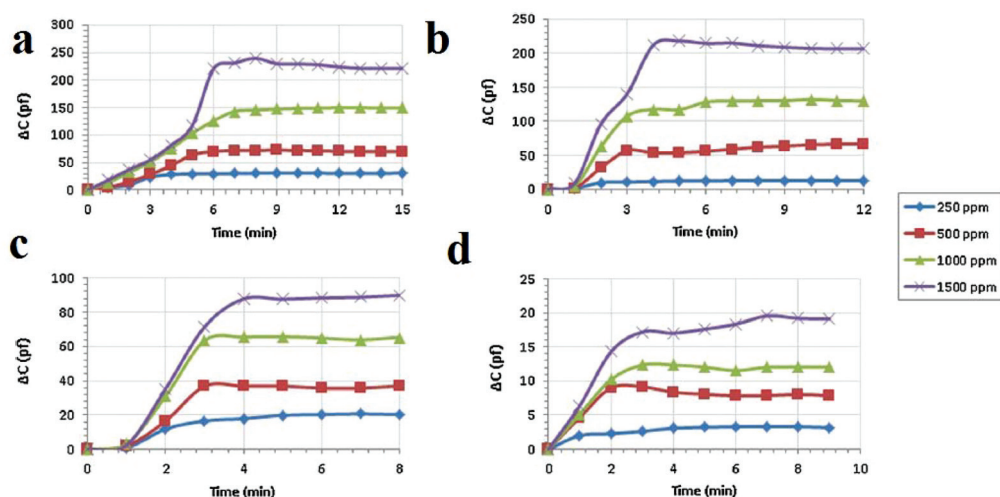 a
ΔC (pf)
300
250
200
150
100
50
0
0 3 6 9 12 15
Time (min)
b
ΔC (pf)
250
200
150
100
50
0
0 3 6 9 12
Time (min)
c
ΔC (pf)
100
80
60
40
20
0
0 2 4 6 8
Time (min)
d
ΔC (pf)
25
20
15
10
5
0
0 2 4 6 8 10
Time (min)
250 ppm
500 ppm
1000 ppm
1500 ppm